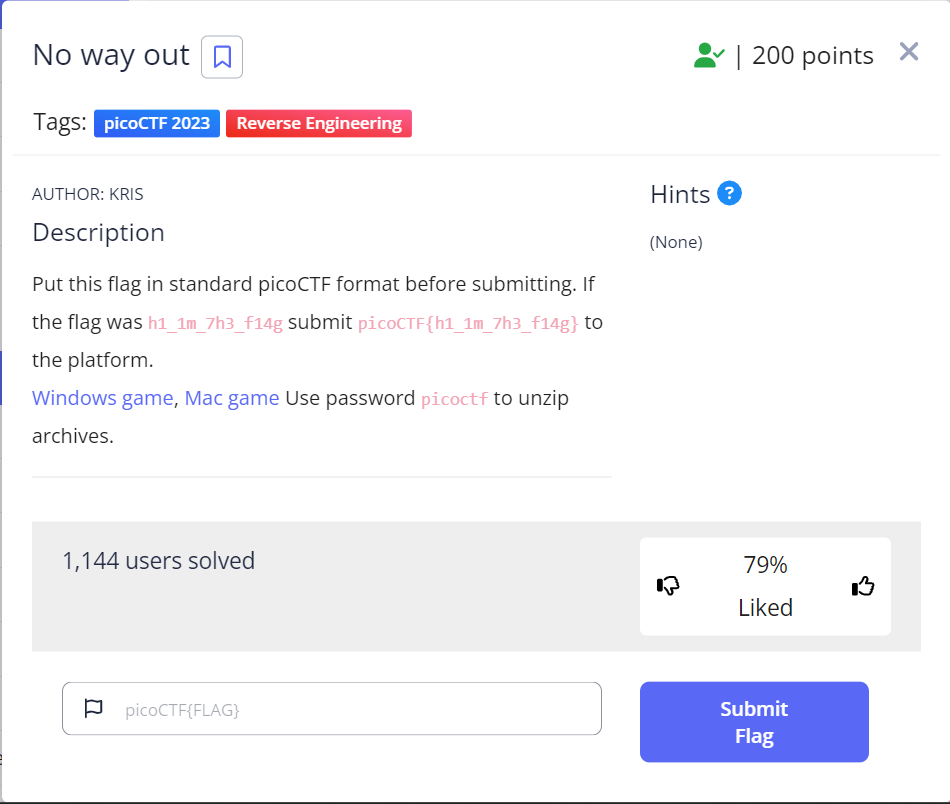 No way out
| 200 points
Tags: picoCTF 2023 Reverse Engineering
AUTHOR: KRIS
Description
Put this flag in standard picoCTF format before submitting. If
the flag was h1_1m_7h3_f14g submit picoCTF{h1_1m_7h3_f14g} to
the platform.
Windows game, Mac game Use password picoctf to unzip
archives.
Hints ?
(None)
1,144 users solved
79%
Liked
picoCTF{FLAG}
Submit
Flag